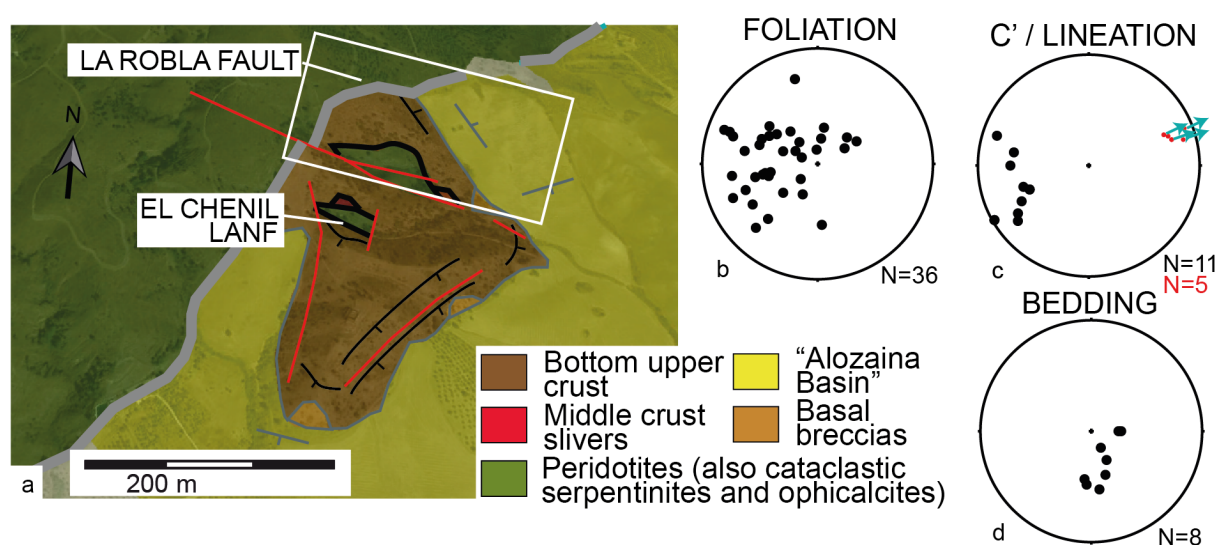 LA ROBLA FAULT
N
EL CHENIL
LANF
200 m
a
Bottom upper
crust
Middle crust
slivers
Peridotites (also cataclastic
serpentinites and ophicalcites)
“Alozaina
Basin”
Basal
breccias
FOLIATION
b
N=36
C’ / LINEATION
c
N=11
N=5
BEDDING
d
N=8